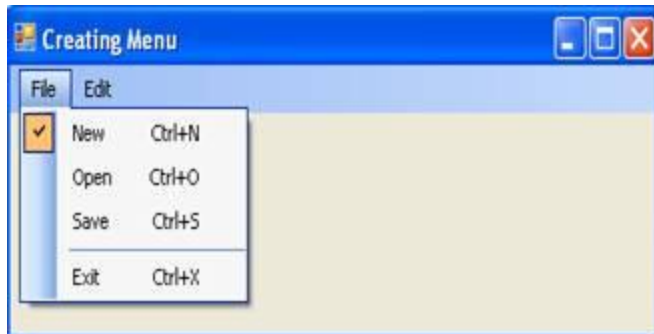 Creating Menu
File Edit
New Ctrl+N
Open Ctrl+O
Save Ctrl+S
Exit Ctrl+X